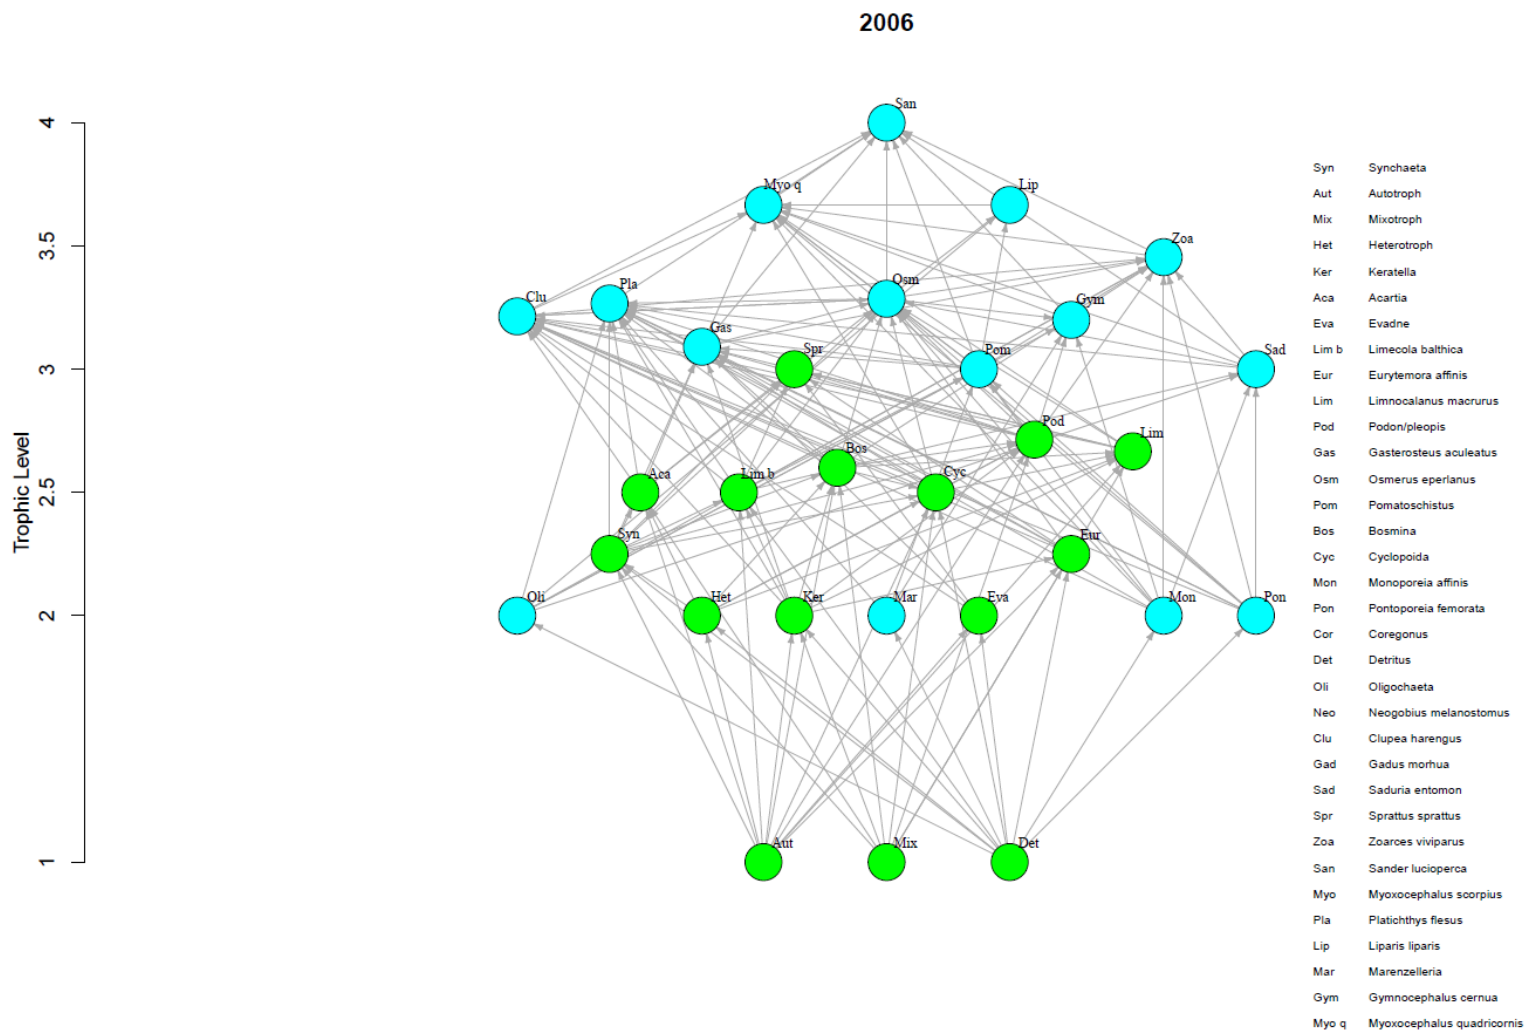 2006
San
4
Myo q
Lip
3.5
Zoa
Clu
Pla
Osm
Gym
Gas
Spr
Pom
Sad
3
Pod
Lim
Bos
Aca
Lim b
Cyc
2.5
Syn
Eur
Oli
Het
Ker
Mar
Eva
Mon
Pon
2
Aut
Mix
Det
1
Trophic Level
Syn Synchaeta
Aut Autotroph
Mix Mixotroph
Het Heterotroph
Ker Keratella
Aca Acartia
Eva Evadne
Lim b Limecola balthica
Eur Eurytemora affinis
Lim Limnocalanus macrurus
Pod Podon/pleopis
Gas Gasterosteus aculeatus
Osm Osmerus eperlanus
Pom Pomatoschistus
Bos Bosmina
Cyc Cyclopoida
Mon Monoporeia affinis
Pon Pontoporeia femorata
Cor Coregonus
Det Detritus
Oli Oligochaeta
Neo Neogobius melanostomus
Clu Clupea harengus
Gad Gadus morhua
Sad Saduria entomon
Spr Sprattus sprattus
Zoa Zoarces viviparus
San Sander lucioperca
Myo Myoxocephalus scorpius
Pla Platichthys flesus
Lip Liparis liparis
Mar Marenzelleria
Gym Gymnocephalus cernua
Myo q Myoxocephalus quadricornis